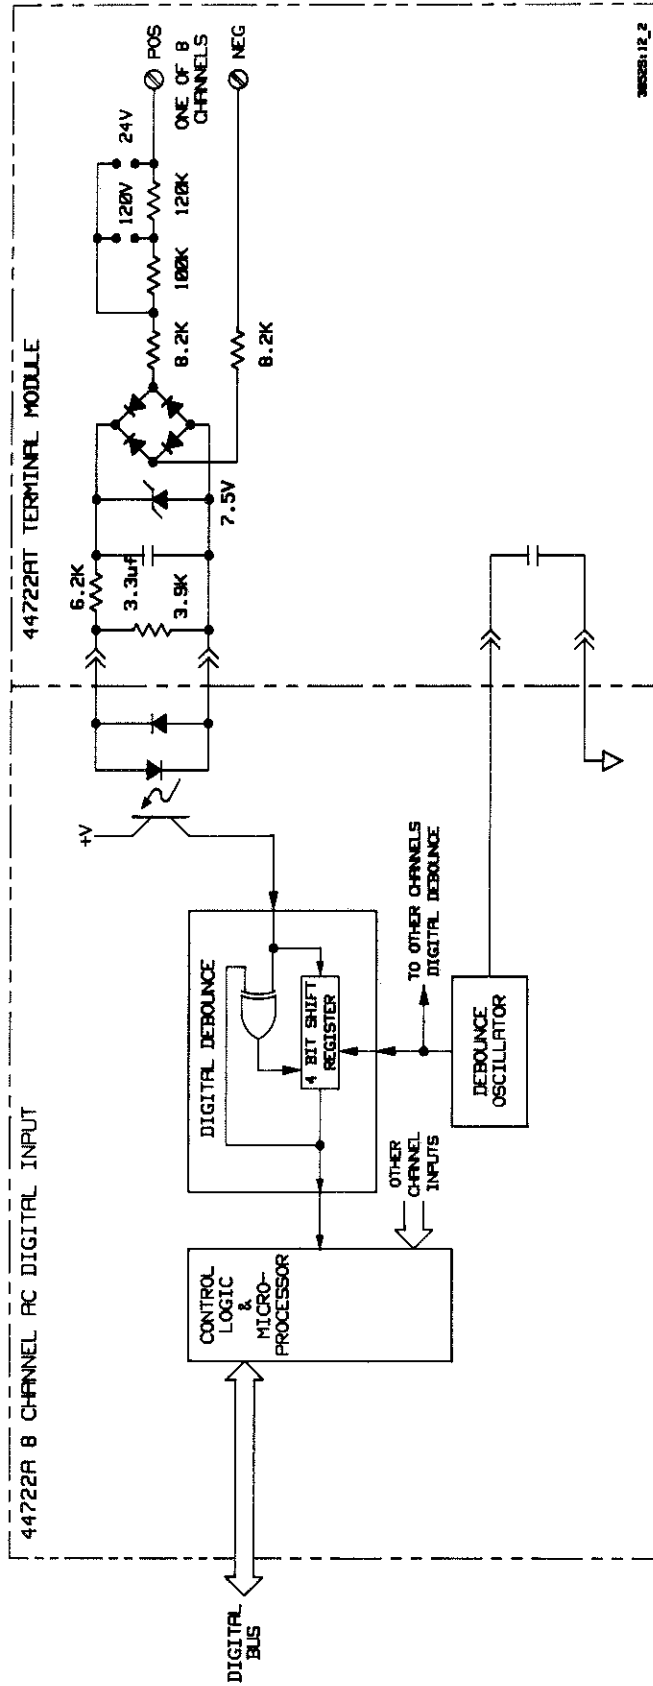 44722A 8 CHANNEL AC DIGITAL INPUT
44722AT TERMINAL MODULE
DIGITAL
BUS
CONTROL
LOGIC
&
MICRO-
PROCESSOR
OTHER
CHANNEL
INPUTS
DIGITAL DEBOUNCE
4 BIT SHIFT
REGISTER
TO OTHER CHANNELS
DIGITAL DEBOUNCE
DEBOUNCE
OSCILLATOR
+V
6.2K
3.3uf
3.9K
7.5V
8.2K
100K
120K
120V
24V
8.2K
POS
ONE OF 8
CHANNELS
NEG
38528:12_2